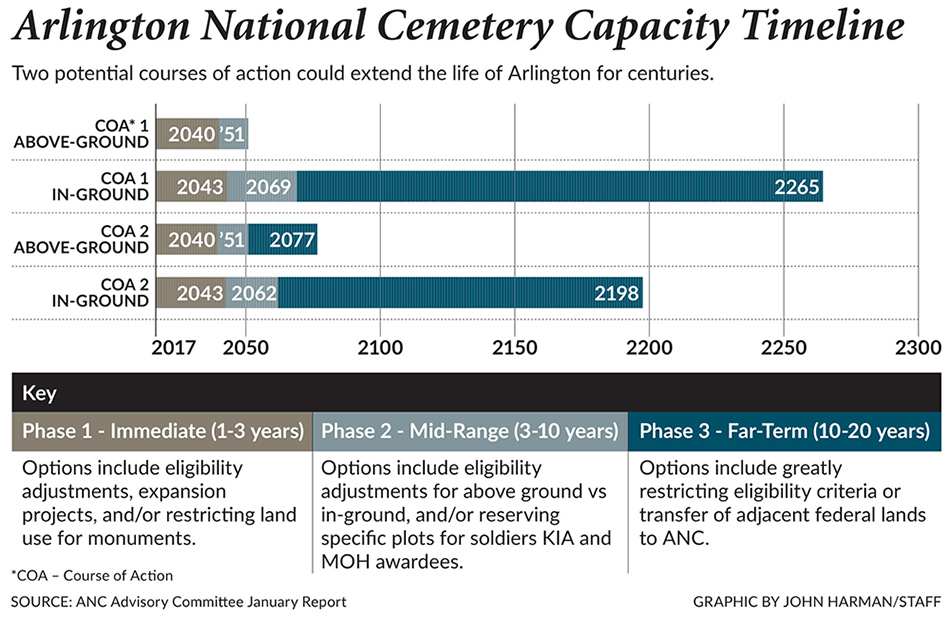 Arlington National Cemetery Capacity Timeline
Two potential courses of action could extend the life of Arlington for centuries.
COA* 1
ABOVE-GROUND
2040 ’51
COA 1
IN-GROUND
2043 2069 2265
COA 2
ABOVE-GROUND
2040 ’51 2077
COA 2
IN-GROUND
2043 2062 2198
2017 2050 2100 2150 2200 2250 2300
Key
Phase 1 - Immediate (1-3 years)
Options include eligibility
adjustments, expansion
projects, and/or restricting land
use for monuments.
Phase 2 - Mid-Range (3-10 years)
Options include eligibility
adjustments for above ground vs
in-ground, and/or reserving
specific plots for soldiers KIA and
MOH awardees.
Phase 3 - Far-Term (10-20 years)
Options include greatly
restricting eligibility criteria or
transfer of adjacent federal lands
to ANC.
*COA – Course of Action
SOURCE: ANC Advisory Committee January Report
GRAPHIC BY JOHN HARMAN/STAFF